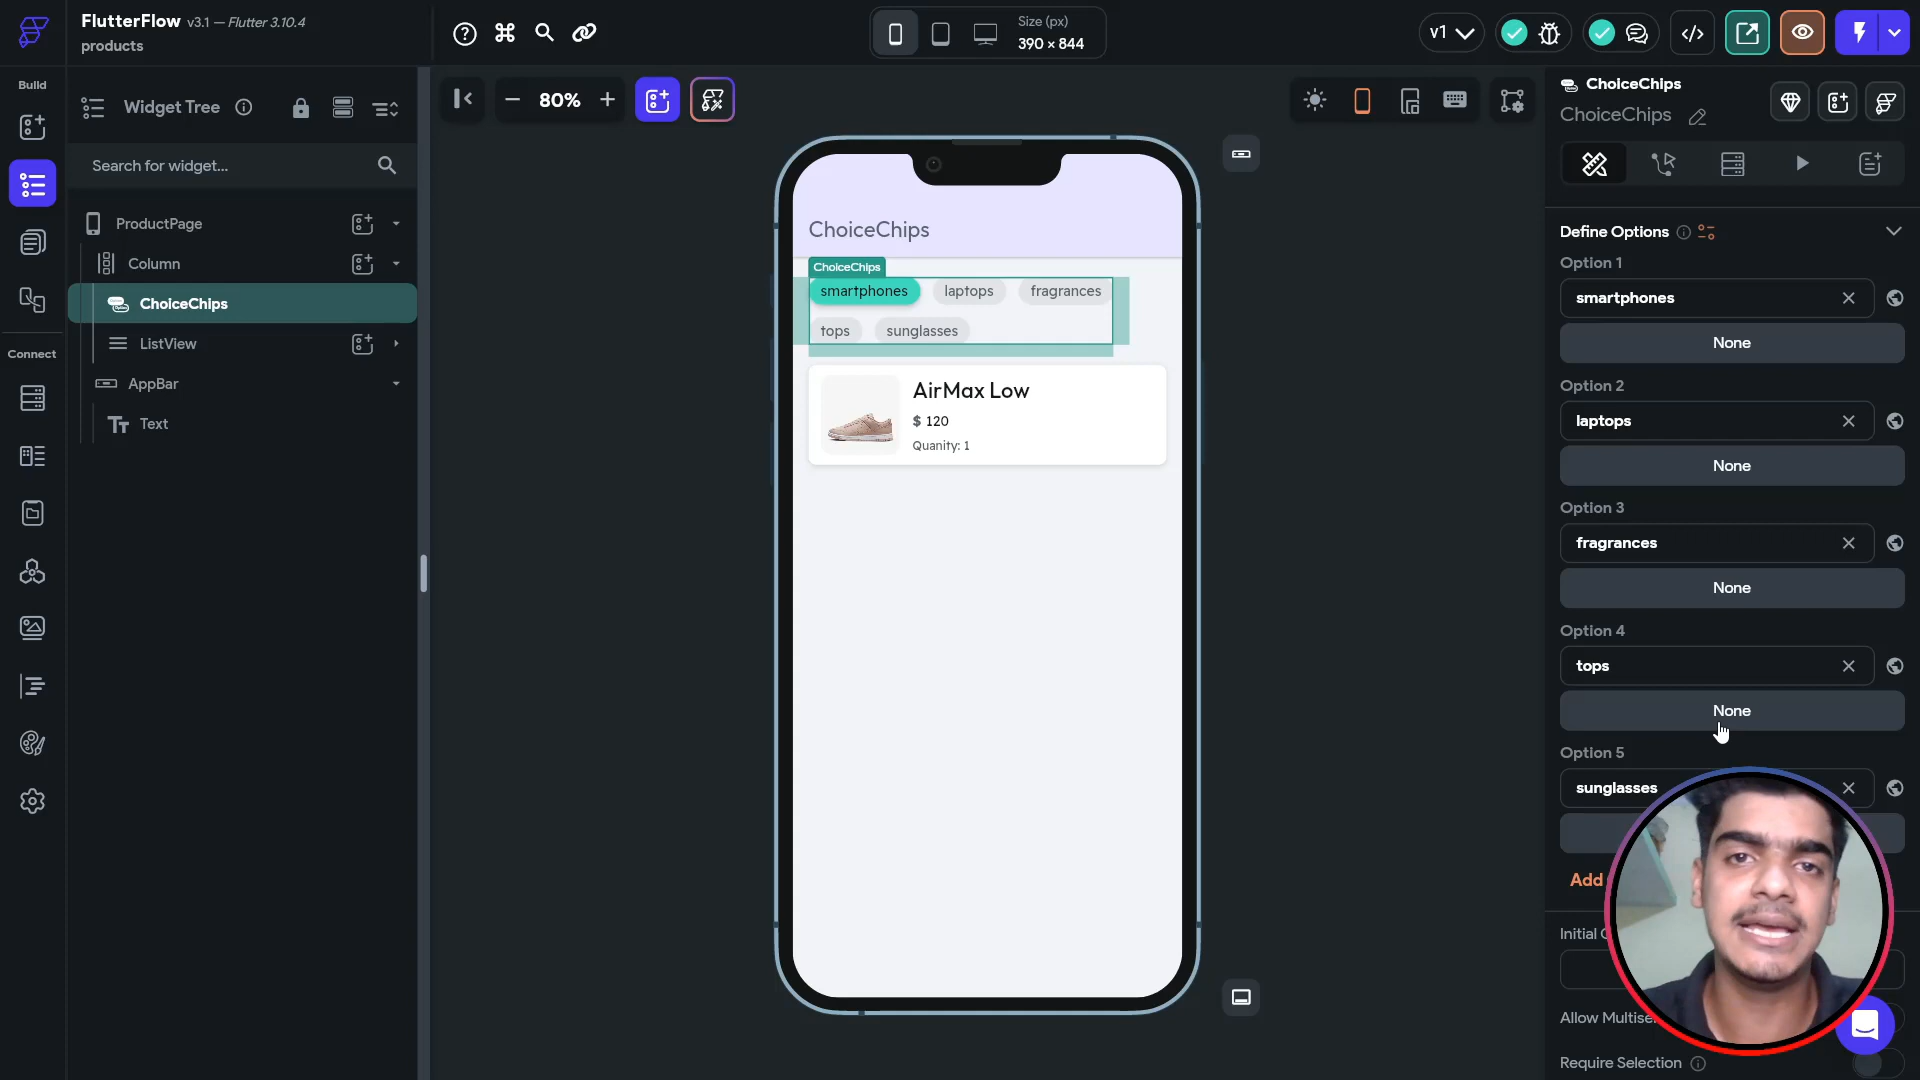 FlutterFlow v3.1 — Flutter 3.10.4
products
Size (px)
390 × 844
v1
Build
Connect
Widget Tree
Search for widget...
ProductPage
Column
ChoiceChips
ListView
AppBar
Tт Text
80%
ChoiceChips
ChoiceChips
smartphones
laptops
fragrances
tops
sunglasses
AirMax Low
$ 120
Quanity: 1
ChoiceChips
ChoiceChips
Define Options
Option 1
smartphones
None
Option 2
laptops
None
Option 3
fragrances
None
Option 4
tops
None
Option 5
sunglasses
Add
Initial
Allow Multise
Require Selection